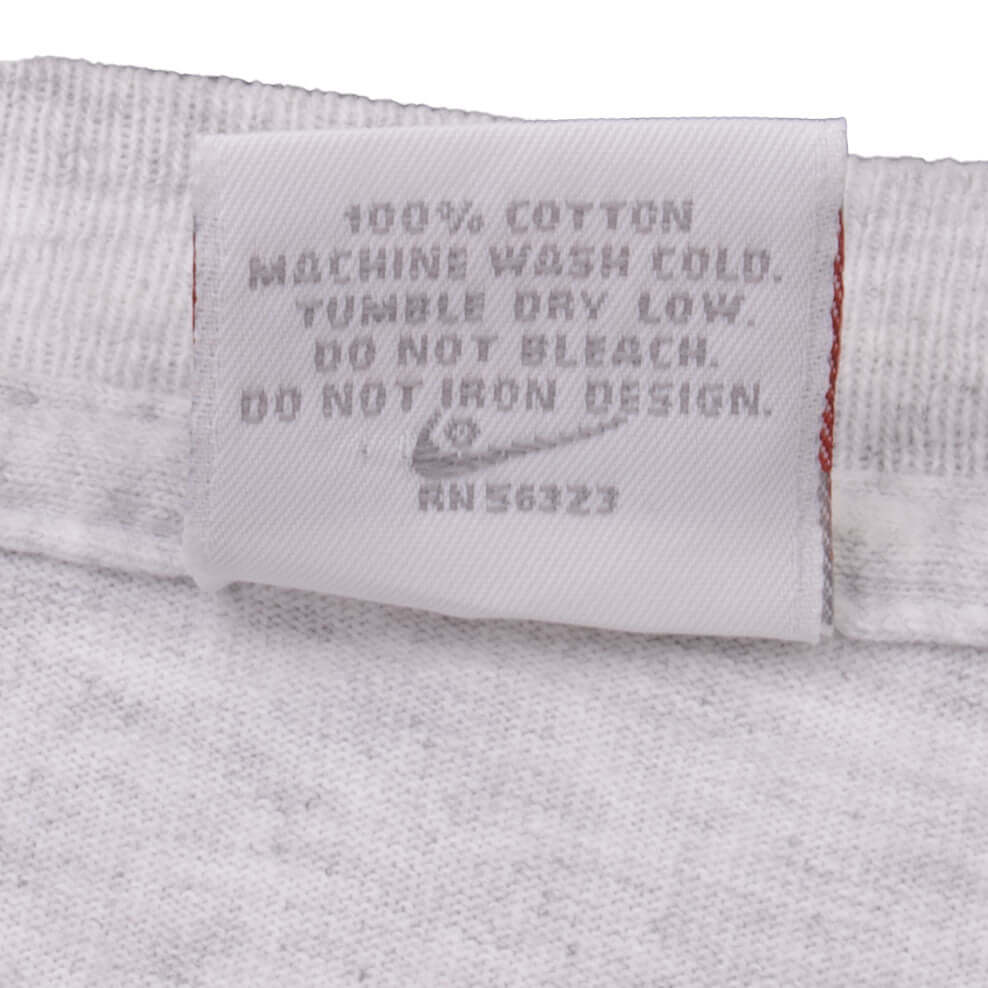 100% COTTON
MACHINE WASH COLD.
TUMBLE DRY LOW.
DO NOT BLEACH.
DO NOT IRON DESIGN.
R
RN 56323